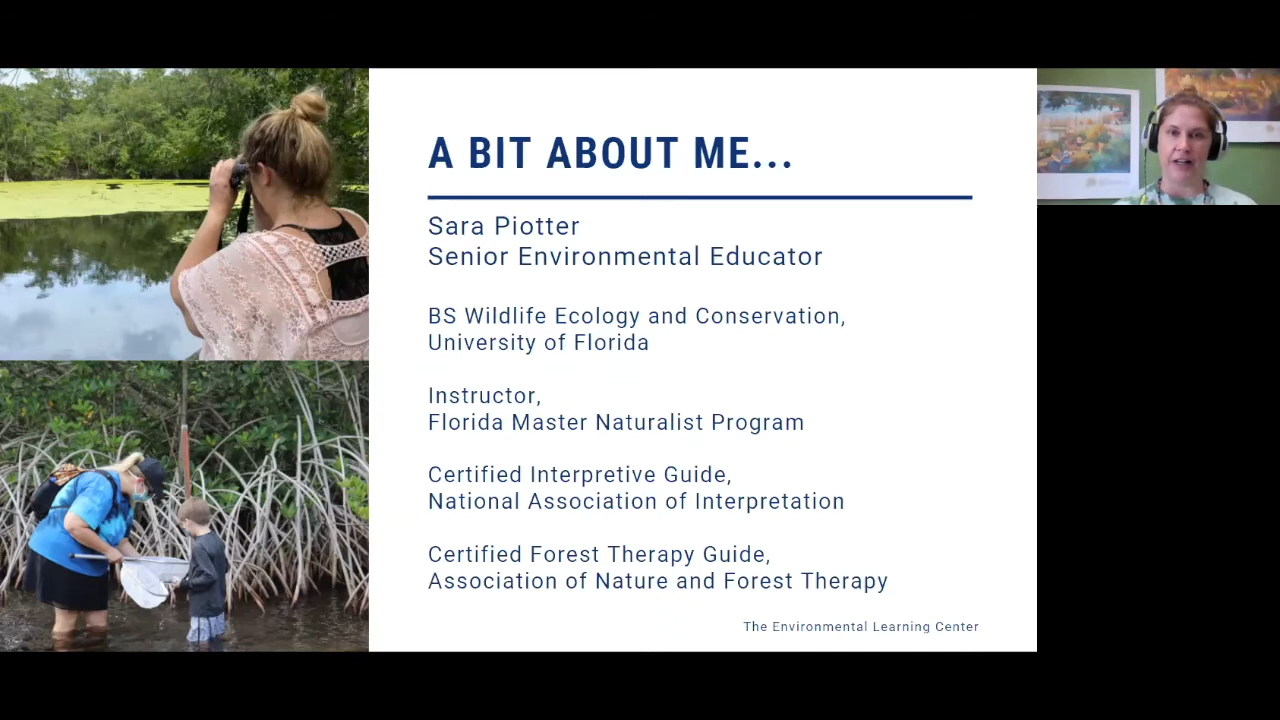 A BIT ABOUT ME...
Sara Piotter
Senior Environmental Educator
BS Wildlife Ecology and Conservation,
University of Florida
Instructor,
Florida Master Naturalist Program
Certified Interpretive Guide,
National Association of Interpretation
Certified Forest Therapy Guide,
Association of Nature and Forest Therapy
The Environmental Learning Center